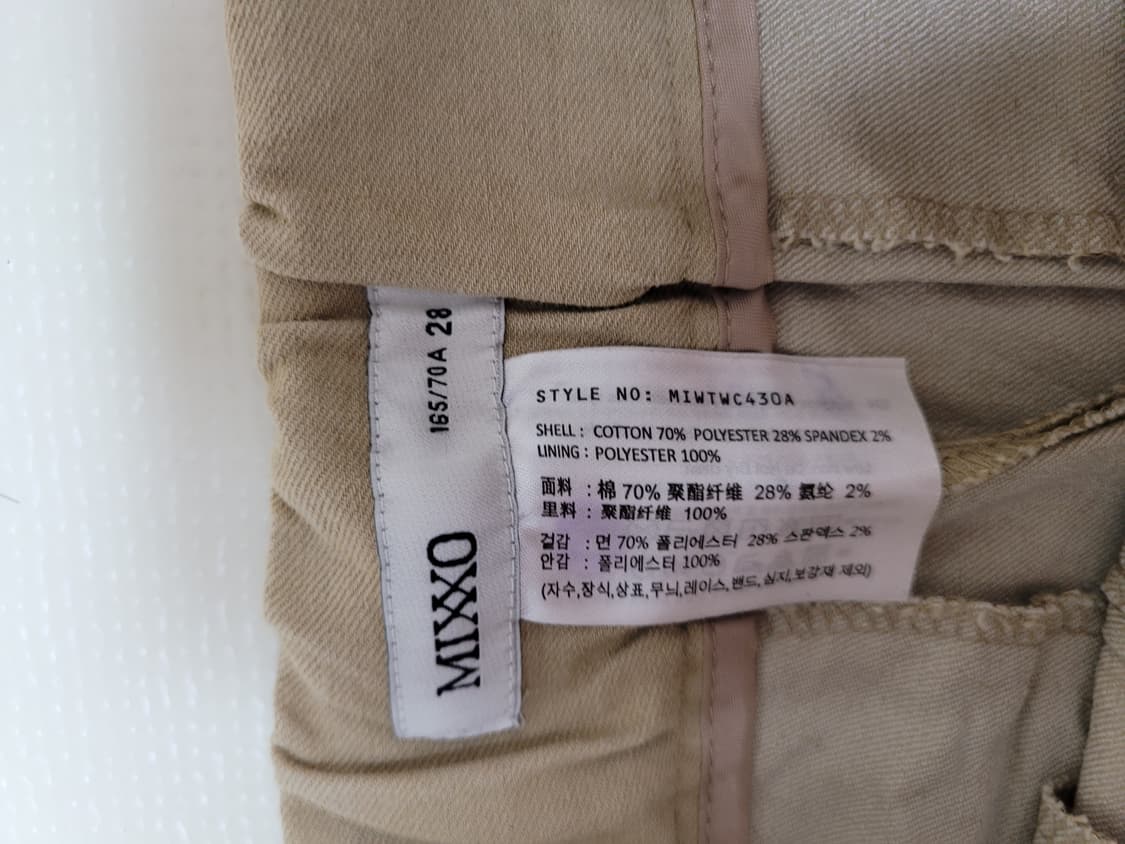 MIXXO
165/70A 28
STYLE NO: MIWTWC430A
SHELL : COTTON 70% POLYESTER 28% SPANDEX 2%
LINING : POLYESTER 100%
面料 : 棉 70% 聚酯纤维 28% 氨纶 2%
里料 : 聚酯纤维 100%
겉감 : 면 70% 폴리에스터 28% 스판덱스 2%
안감 : 폴리에스터 100%
(자수,장식,상표,무늬,레이스,밴드,심지,보강재 제외)